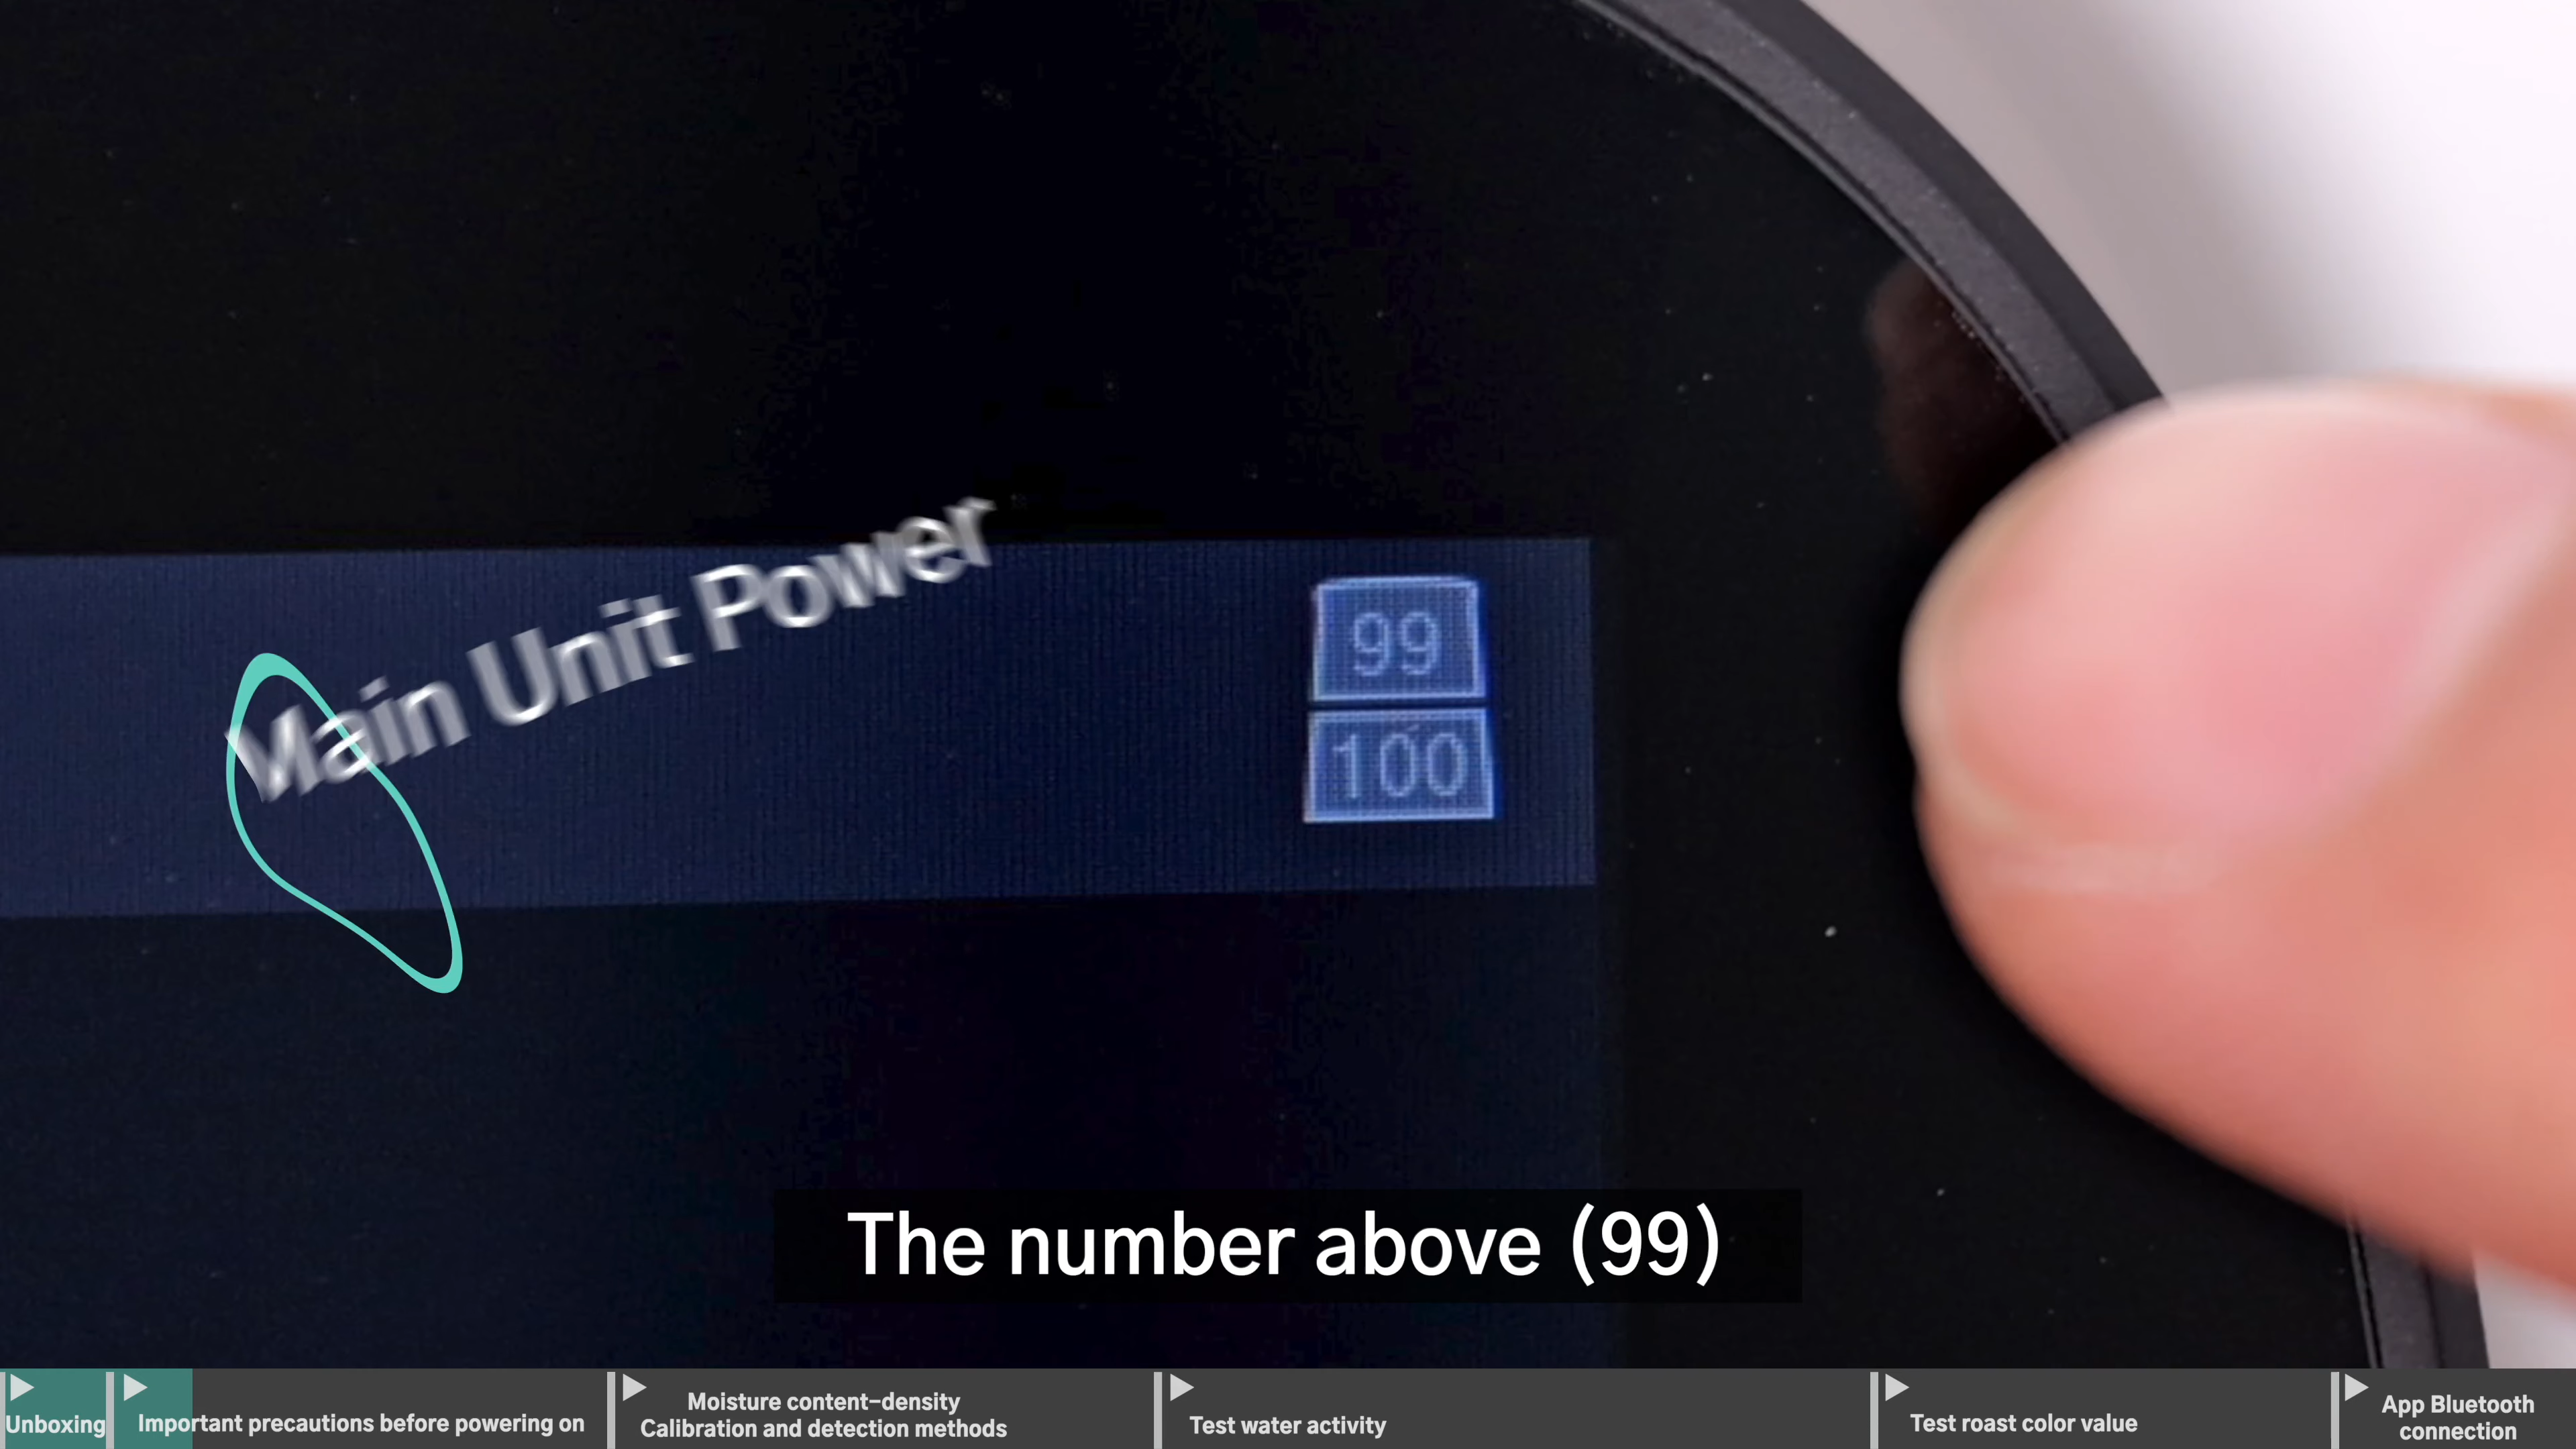 Main Unit Power
99
100
The number above (99)
Unboxing
Important precautions before powering on
Moisture content-density
Calibration and detection methods
Test water activity
Test roast color value
App Bluetooth
connection